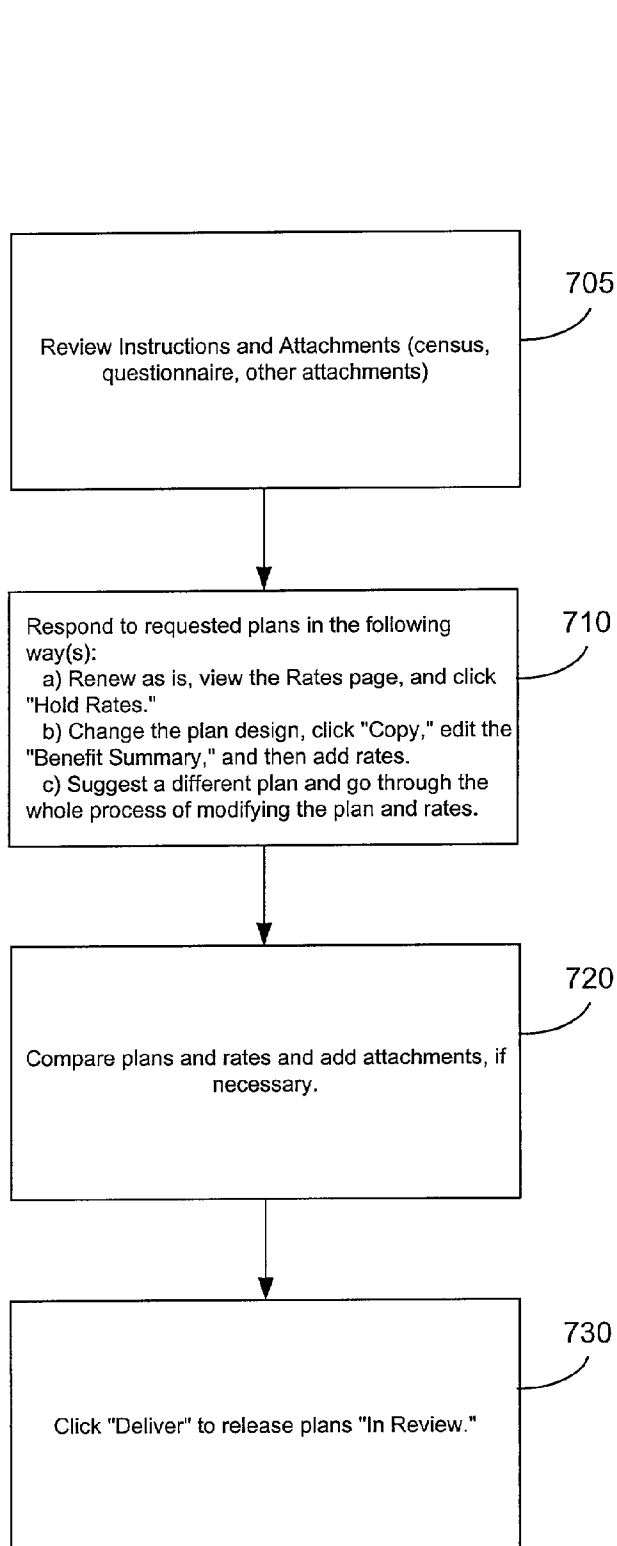 705
Review Instructions and Attachments (census,
questionnaire, other attachments)
710
Respond to requested plans in the following
way(s):
a) Renew as is, view the Rates page, and click
"Hold Rates."
b) Change the plan design, click "Copy," edit the
"Benefit Summary," and then add rates.
c) Suggest a different plan and go through the
whole process of modifying the plan and rates.
720
Compare plans and rates and add attachments, if
necessary.
730
Click "Deliver" to release plans "In Review."